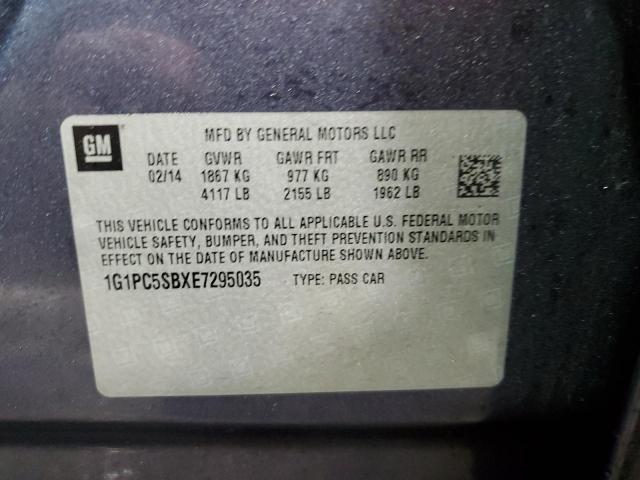 GM
MFD BY GENERAL MOTORS LLC
DATE GVWR GAWR FRT GAWR RR
02/14 1867 KG 977 KG 890 KG
4117 LB 2155 LB 1962 LB
THIS VEHICLE CONFORMS TO ALL APPLICABLE U.S. FEDERAL MOTOR
VEHICLE SAFETY, BUMPER, AND THEFT PREVENTION STANDARDS IN
EFFECT ON THE DATE OF MANUFACTURE SHOWN ABOVE.
1G1PC5SBXE7295035 TYPE: PASS CAR